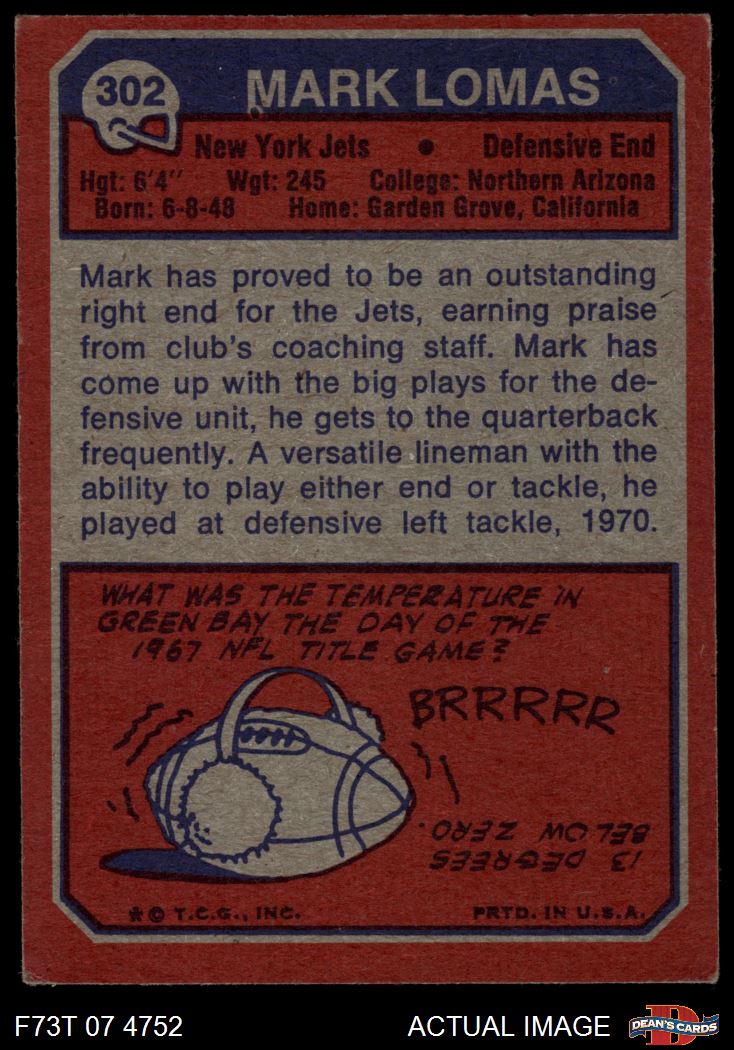 302
MARK LOMAS
New York Jets • Defensive End
Hgt: 6'4" Wgt: 245 College: Northern Arizona
Born: 6-8-48 Home: Garden Grove, California
Mark has proved to be an outstanding
right end for the Jets, earning praise
from club's coaching staff. Mark has
come up with the big plays for the de-
fensive unit, he gets to the quarterback
frequently. A versatile lineman with the
ability to play either end or tackle, he
played at defensive left tackle, 1970.
WHAT WAS THE TEMPERATURE IN
GREEN BAY THE DAY OF THE
1967 NFL TITLE GAME?
BRRRRR
13 DEGREES
BELOW ZERO.
* © T.C.G., INC. PRTD. IN U.S.A.
F73T 07 4752 ACTUAL IMAGE
D
DEAN'S CARDS